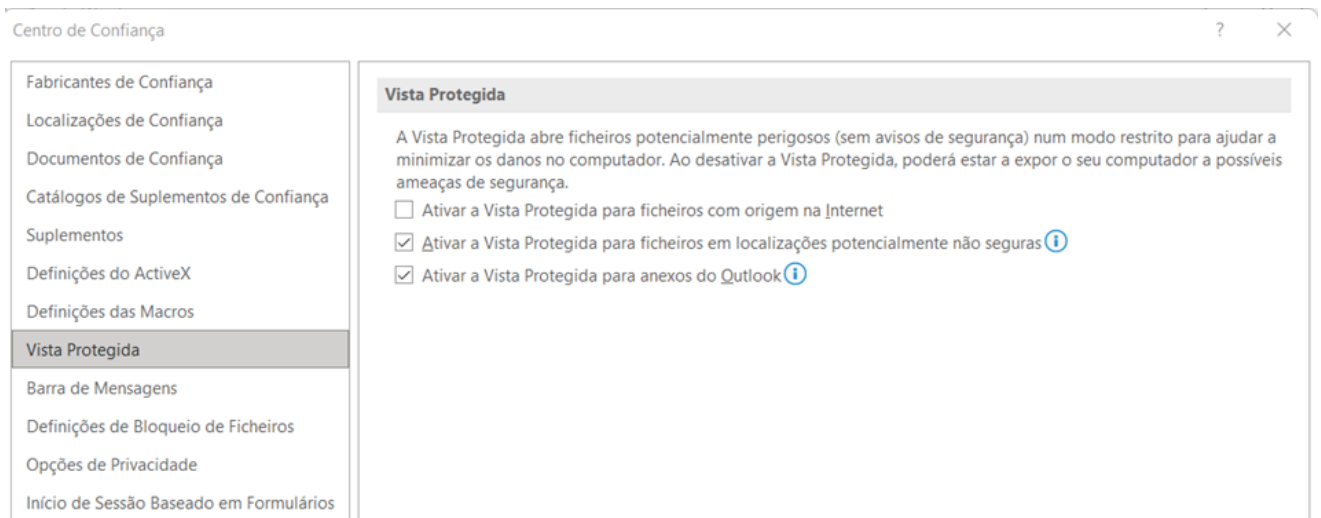 Centro de Confiança
?
Fabricantes de Confiança
Localizações de Confiança
Documentos de Confiança
Catálogos de Suplementos de Confiança
Suplementos
Definições do ActiveX
Definições das Macros
Vista Protegida
Barra de Mensagens
Definições de Bloqueio de Ficheiros
Opções de Privacidade
Início de Sessão Baseado em Formulários
Vista Protegida
A Vista Protegida abre ficheiros potencialmente perigosos (sem avisos de segurança) num modo restrito para ajudar a
minimizar os danos no computador. Ao desativar a Vista Protegida, poderá estar a expor o seu computador a possíveis
ameaças de segurança.
Ativar a Vista Protegida para ficheiros com origem na Internet
Ativar a Vista Protegida para ficheiros em localizações potencialmente não seguras
Ativar a Vista Protegida para anexos do Outlook